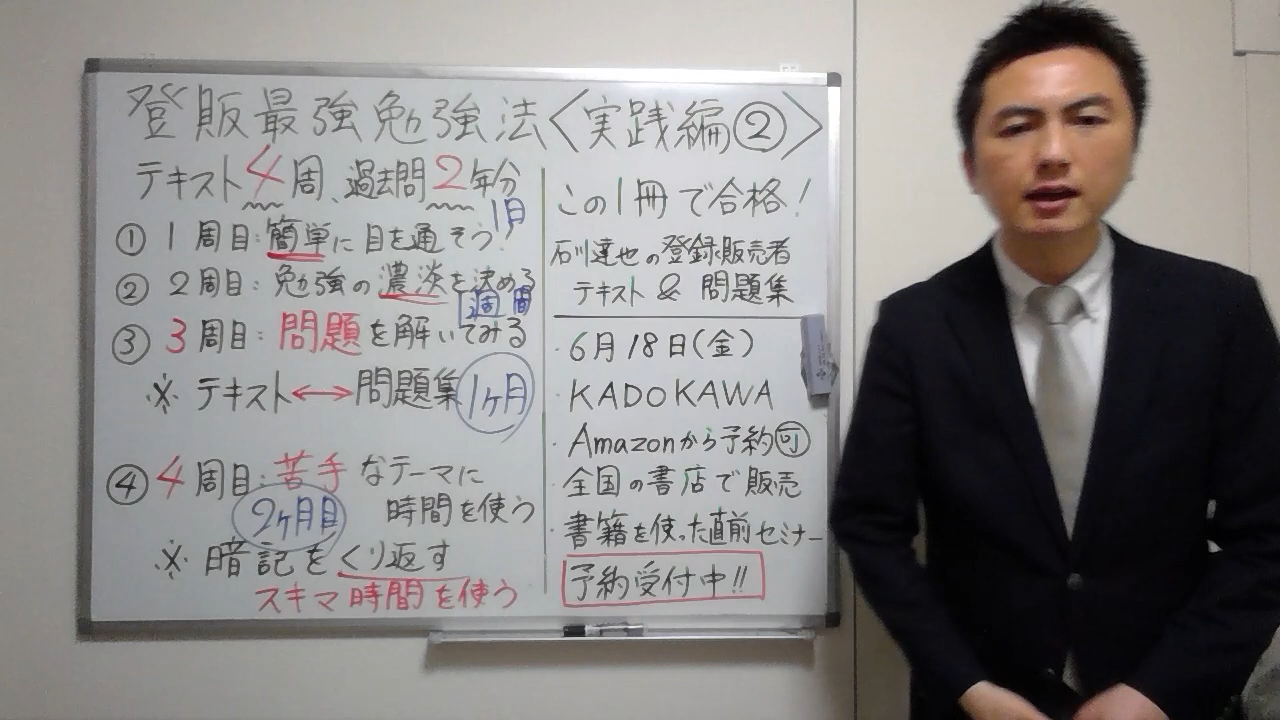 登販最強勉強法〈実践編②〉
テキスト4周、過去問2年分
① 1周目:簡単に目を通そう!
1月
② 2周目:勉強の濃淡を決める
1週間
③ 3周目:問題を解いてみる
※ テキスト↔問題集
1ヶ月
④ 4周目:苦手なテーマに
時間を使う
2ヶ月目
※ 暗記をくり返す
スキマ時間を使う
この1冊で合格!
石川達也の登録販売者
テキスト & 問題集
・6月18日(金)
・KADOKAWA
・Amazonから予約可
・全国の書店で販売
・書籍を使った直前セミナー
予約受付中!!